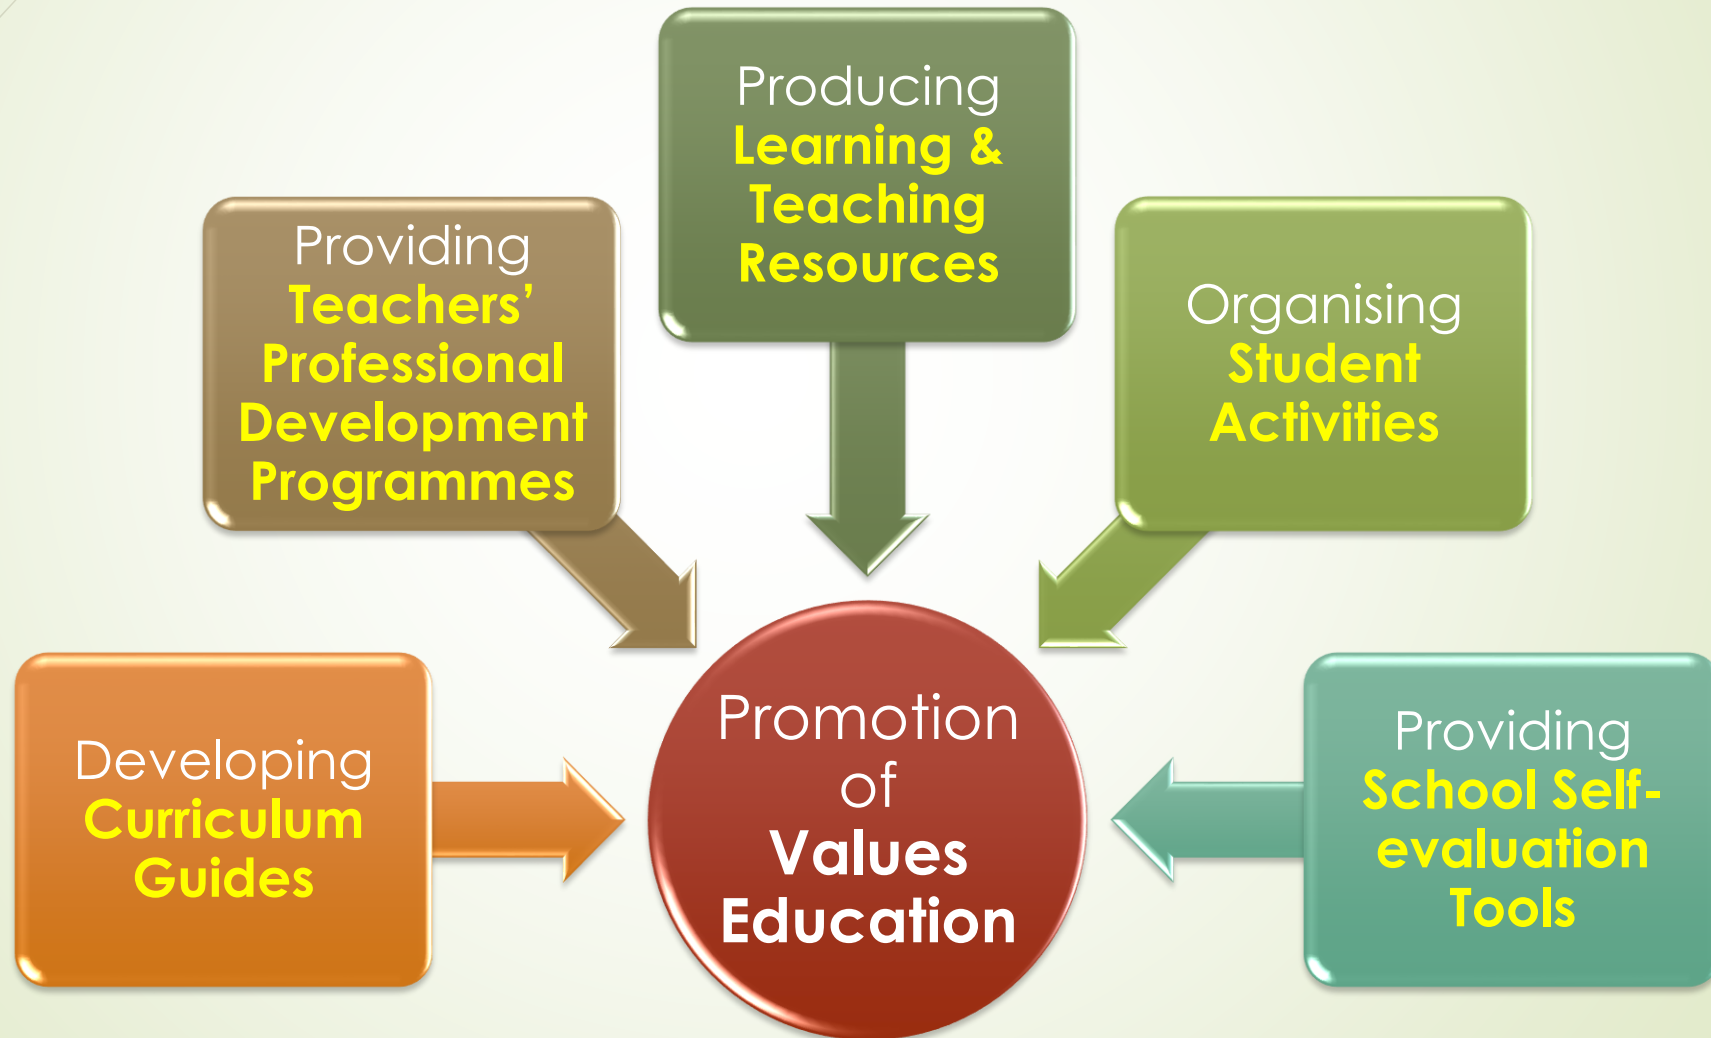 Producing
Learning &
Teaching
Resources
Providing
Teachers’
Professional
Development
Programmes
Organising
Student
Activities
Developing
Curriculum
Guides
Promotion
of
Values
Education
Providing
School Self-
evaluation
Tools